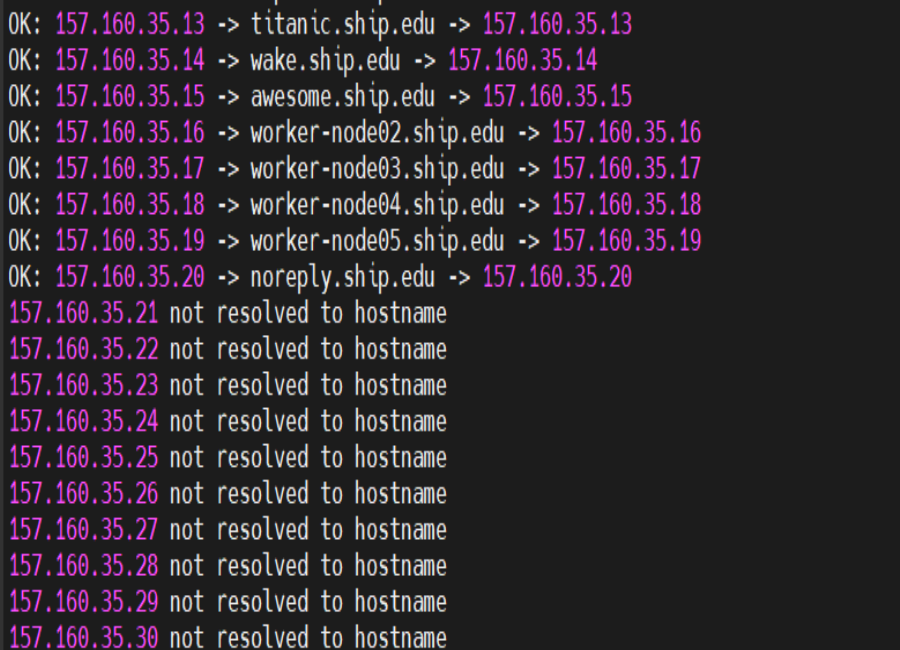 OK: 157.160.35.13 -> titanic.ship.edu -> 157.160.35.13
OK: 157.160.35.14 -> wake.ship.edu -> 157.160.35.14
OK: 157.160.35.15 -> awesome.ship.edu -> 157.160.35.15
OK: 157.160.35.16 -> worker-node02.ship.edu -> 157.160.35.16
OK: 157.160.35.17 -> worker-node03.ship.edu -> 157.160.35.17
OK: 157.160.35.18 -> worker-node04.ship.edu -> 157.160.35.18
OK: 157.160.35.19 -> worker-node05.ship.edu -> 157.160.35.19
OK: 157.160.35.20 -> noreply.ship.edu -> 157.160.35.20
157.160.35.21 not resolved to hostname
157.160.35.22 not resolved to hostname
157.160.35.23 not resolved to hostname
157.160.35.24 not resolved to hostname
157.160.35.25 not resolved to hostname
157.160.35.26 not resolved to hostname
157.160.35.27 not resolved to hostname
157.160.35.28 not resolved to hostname
157.160.35.29 not resolved to hostname
157.160.35.30 not resolved to hostname